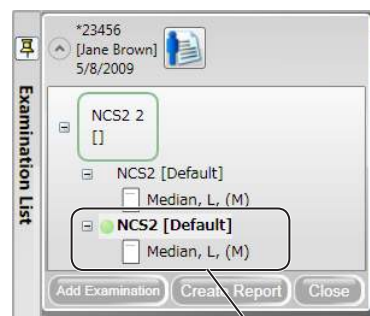 *23456
[Jane Brown]
5/8/2009
Examination List
NCS2 2
[]
NCS2 [Default]
Median, L, (M)
NCS2 [Default]
Median, L, (M)
Add Examination
Create Report
Close